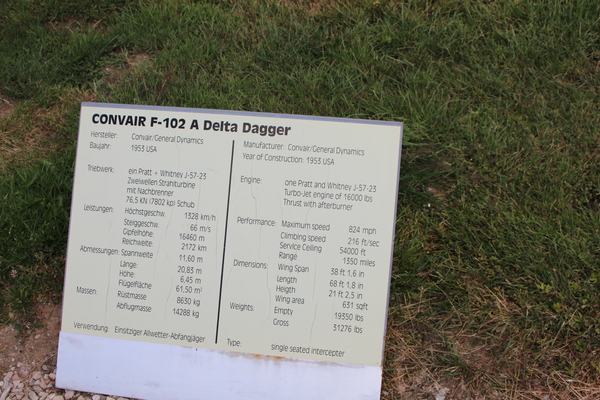 CONVAIR F-102 A Delta Dagger
Hersteller: Convair/General Dynamics
Baujahr: 1953 USA
Triebwerk: ein Pratt + Whitney J-57-23
Zweiwellen Strahlturbine
mit Nachbrenner
76,5 KN (7802 kp) Schub
Leistungen: Höchstgeschw. 1328 km/h
Steiggeschw. 66 m/s
Gipfelhöhe: 16460 m
Reichweite: 2172 km
Abmessungen: Spannweite 11,60 m
Länge: 20,83 m
Höhe: 6,45 m
Flügelfläche 61,50 m²
Massen: Rüstmasse 8630 kg
Abflugmasse 14288 kg
Verwendung: Einsitziger Allwetter-Abfangjäger
Manufacturer: Convair/General Dynamics
Year of Construction: 1953 USA
Engine: one Pratt and Whitney J-57-23
Turbo-Jet engine of 16000 lbs
Thrust with afterburner
Performance: Maximum speed 824 mph
Climbing speed 216 ft/sec
Service Ceiling 54000 ft
Range 1350 miles
Dimensions: Wing Span 38 ft 1,6 in
Length 68 ft 1,8 in
Heigth 21 ft 2,5 in
Wing area 631 sqft
Weights: Empty 19350 lbs
Gross 31276 lbs
Type: single seated intercepter